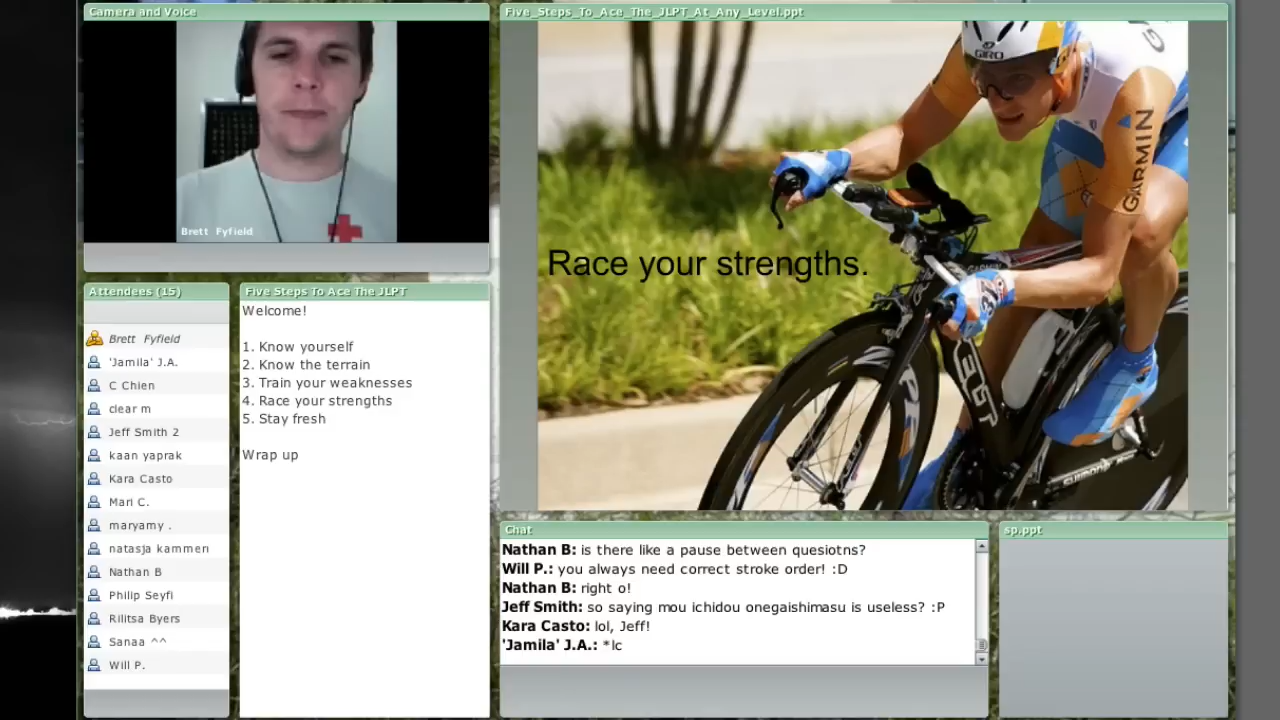 Camera and Voice
Brett Fyfield
Attendees (15)
Brett Fyfield
'Jamila' J.A.
C Chien
clear m
Jeff Smith 2
kaan yaprak
Kara Casto
Mari C.
maryamy .
natasja kammeri
Nathan B
Philip Seyfi
Rilitsa Byers
Sanaa ^^
Will P.
Five Steps To Ace The JLPT
Welcome!
1. Know yourself
2. Know the terrain
3. Train your weaknesses
4. Race your strengths
5. Stay fresh
Wrap up
Five_Steps_To_Ace_The_JLPT_At_Any_Level.ppt
GIRO
GARMIN
Race your strengths.
FELT
SHIMANO
Chat
Nathan B: is there like a pause between quesiotns?
Will P.: you always need correct stroke order! :D
Nathan B: right o!
Jeff Smith: so saying mou ichidou onegaishimasu is useless? :P
Kara Casto: lol, Jeff!
'Jamila' J.A.: *lc
sp.ppt